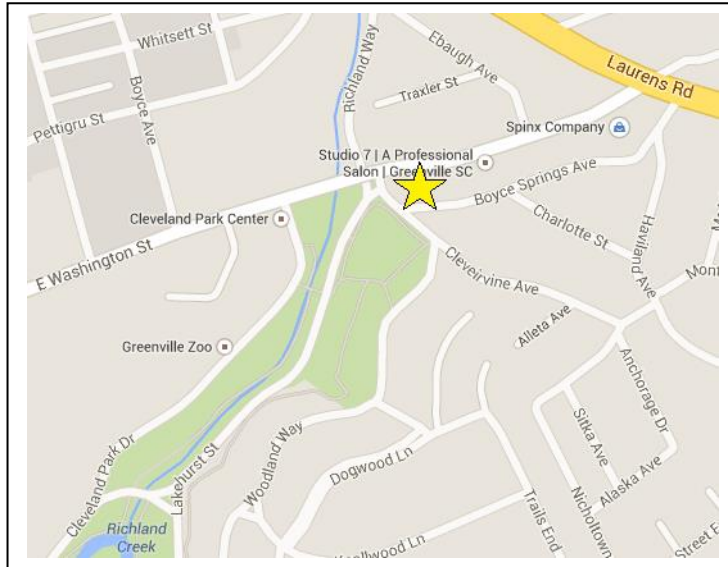 Whitsett St
Ebaugh Ave
Richland Way
Laurens Rd
Boyce Ave
Traxler St
Pettigru St
Spinx Company
Studio 7 | A Professional
Salon | Greenville SC
Boyce Springs Ave
Cleveland Park Center
Charlotte St
Haviland Ave
E Washington St
Cleveirvine Ave
Alleta Ave
Greenville Zoo
Anchorage Dr
Sitka Ave
Woodland Way
Lakehurst St
Dogwood Ln
Cleveland Park Dr
Alaska Ave
Nicholtown
Trails End
Richland
Creek
Street